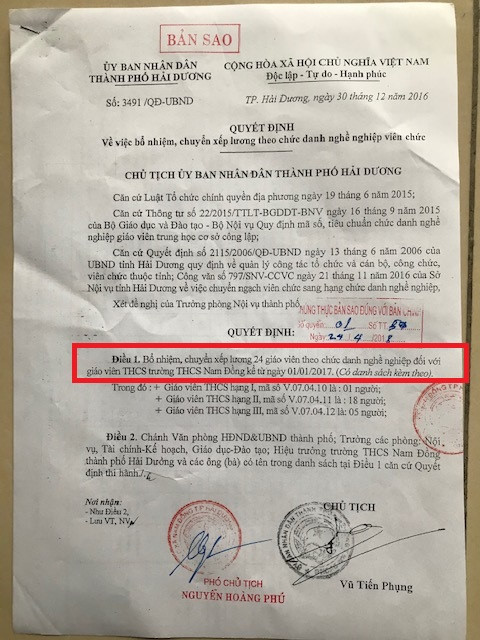 BẢN SAO
ỦY BAN NHÂN DÂN
THÀNH PHỐ HẢI DƯƠNG
CỘNG HÒA XÃ HỘI CHỦ NGHĨA VIỆT NAM
Độc lập - Tự do - Hạnh phúc
Số: 3491 /QĐ-UBND
TP. Hải Dương, ngày 30 tháng 12 năm 2016
QUYẾT ĐỊNH
Về việc bổ nhiệm, chuyển xếp lương theo chức danh nghề nghiệp viên chức
CHỦ TỊCH ỦY BAN NHÂN DÂN THÀNH PHỐ HẢI DƯƠNG
Căn cứ Luật Tổ chức chính quyền địa phương ngày 19 tháng 6 năm 2015;
Căn cứ Thông tư số 22/2015/TTLT-BGDĐT-BNV ngày 16 tháng 9 năm 2015
của Bộ Giáo dục và Đào tạo - Bộ Nội vụ Quy định mã số, tiêu chuẩn chức danh
nghề nghiệp giáo viên trung học cơ sở công lập;
Căn cứ Quyết định số 2115/2006/QĐ-UBND ngày 13 tháng 6 năm 2006 của
UBND tỉnh Hải Dương quy định về quản lý công tác tổ chức và cán bộ, công chức,
viên chức thuộc tỉnh; Công văn số 797/SNV-CCVC ngày 21 tháng 11 năm 2016 của Sở
Nội vụ tỉnh Hải Dương về việc chuyển ngạch viên chức sang hạng chức danh nghề nghiệp,
Xét đề nghị của Trưởng phòng Nội vụ thành phố,
CHỨNG THỰC BẢN SAO ĐÚNG VỚI BẢN CHÍNH
Số quyển: 01 Số TT
Ngày: 24 / 4 / 2018
QUYẾT ĐỊNH:
Điều 1. Bổ nhiệm, chuyển xếp lương 24 giáo viên theo chức danh nghề nghiệp đối với
giáo viên THCS trường THCS Nam Đồng kể từ ngày 01/01/2017. (Có danh sách kèm theo).
Trong đó: + Giáo viên THCS hạng I, mã số V.07.04.10 là : 01 người;
+ Giáo viên THCS hạng II, mã số V.07.04.11 là : 18 người;
+ Giáo viên THCS hạng III, mã số V.07.04.12 là : 05 người;
Điều 2. Chánh Văn phòng HĐND&UBND thành phố; Trưởng các phòng: Nội
vụ, Tài chính-Kế hoạch, Giáo dục-Đào tạo; Hiệu trưởng trường THCS Nam Đồng
thành phố Hải Dương và các ông (bà) có tên trong danh sách tại Điều 1 căn cứ Quyết
định thi hành./.
Nơi nhận:
- Như Điều 2,
- Lưu VT, NV.
CHỦ TỊCH
Vũ Tiến Phụng
PHÓ CHỦ TỊCH
NGUYỄN HOÀNG PHÚ